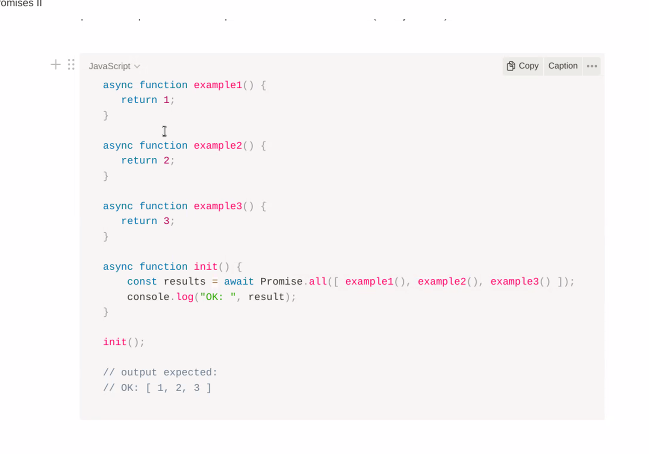 omises II
JavaScript
Copy Caption
async function example1() {
   return 1;
}
async function example2() {
   return 2;
}
async function example3() {
   return 3;
}
async function init() {
    const results = await Promise.all([ example1(), example2(), example3() ]);
    console.log("OK: ", result);
}
init();
// output expected:
// OK: [ 1, 2, 3 ]